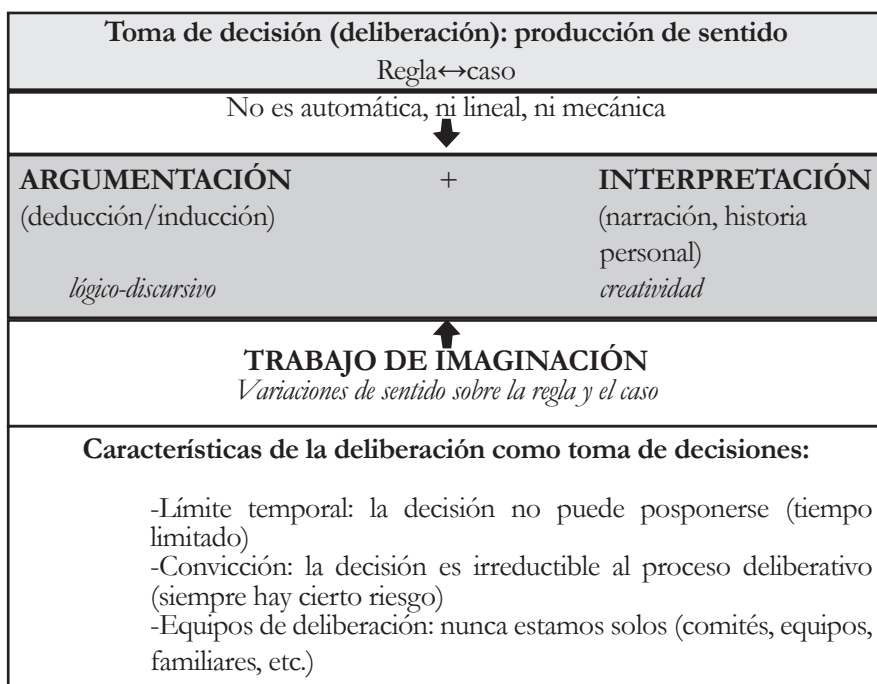 Toma de decisión (deliberación): producción de sentido
Regla↔caso
No es automática, ni lineal, ni mecánica
ARGUMENTACIÓN + INTERPRETACIÓN
(deducción/inducción) (narración, historia
personal)
lógico-discursivo creatividad
TRABAJO DE IMAGINACIÓN
Variaciones de sentido sobre la regla y el caso
Características de la deliberación como toma de decisiones:
-Límite temporal: la decisión no puede posponerse (tiempo
limitado)
-Convicción: la decisión es irreductible al proceso deliberativo
(siempre hay cierto riesgo)
-Equipos de deliberación: nunca estamos solos (comités, equipos,
familiares, etc.)